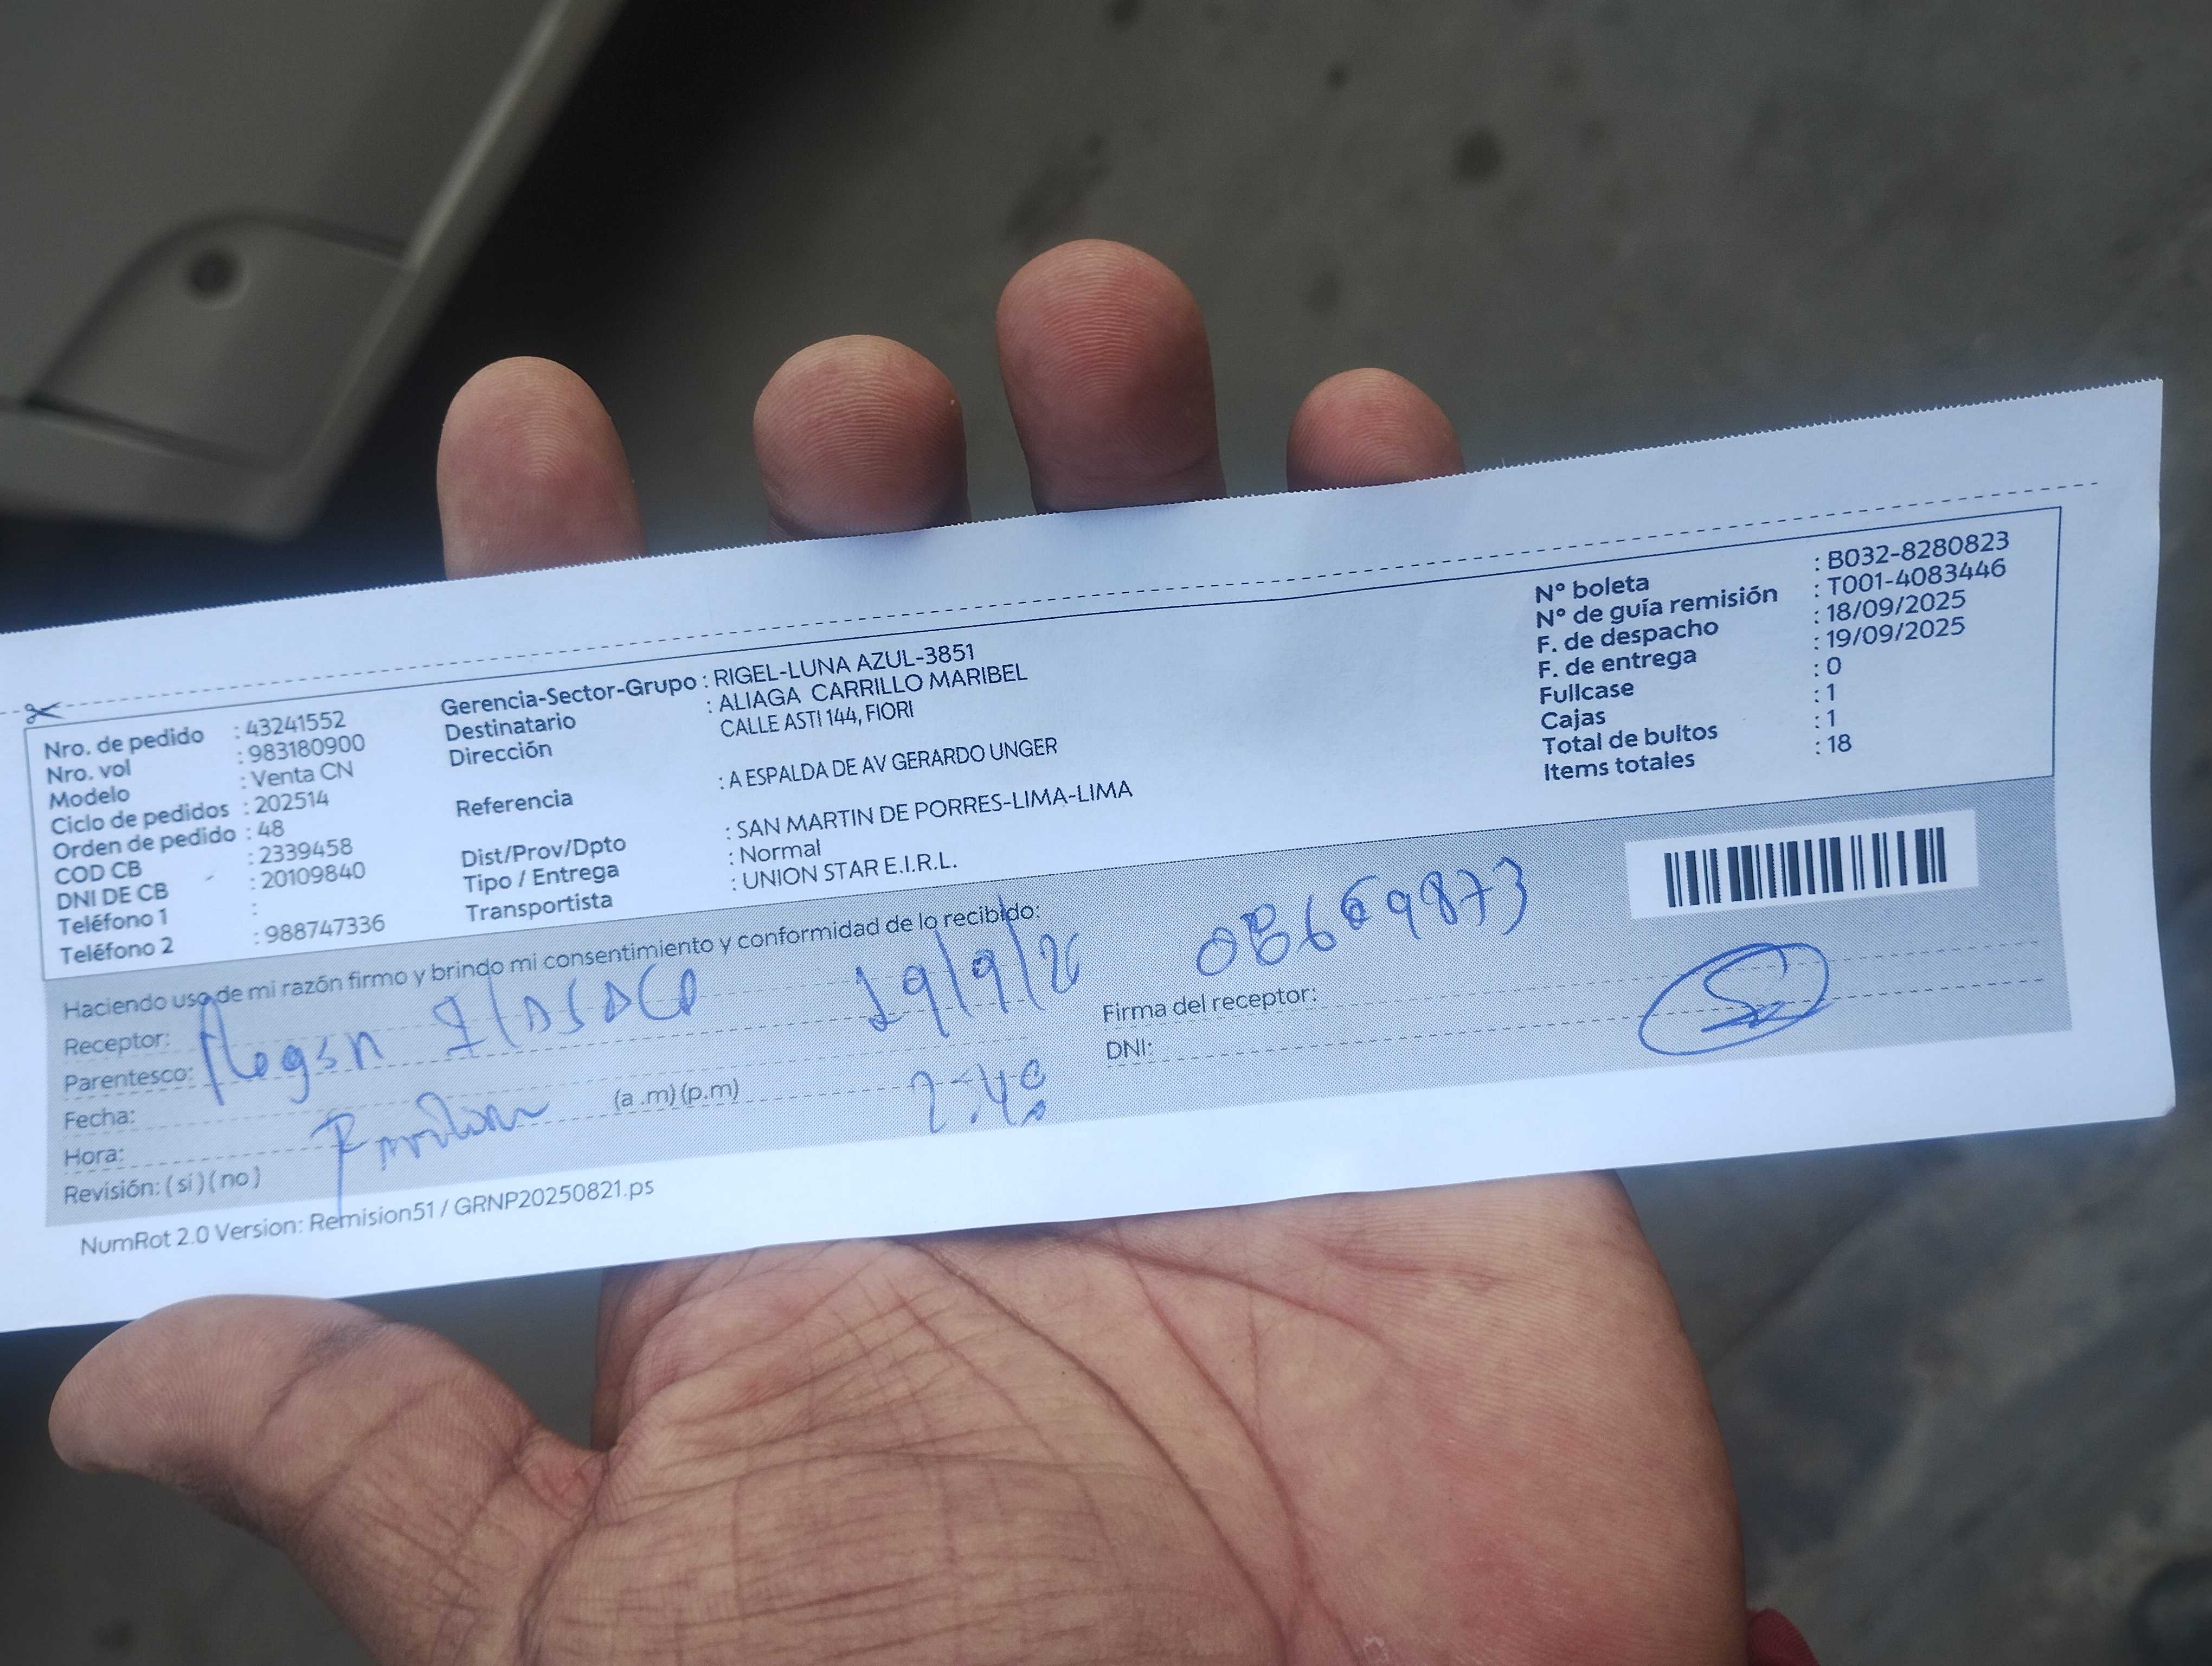 Nro. de pedido : 43241552
Nro. vol : 983180900
Modelo : Venta CN
Ciclo de pedidos : 202514
Orden de pedido : 48
COD CB : 2339458
DNI DE CB : 20109840
Teléfono 1 :
Teléfono 2 : 988747336
Gerencia-Sector-Grupo : RIGEL-LUNA AZUL-3851
Destinatario : ALIAGA CARRILLO MARIBEL
Dirección CALLE ASTI 144, FIORI
Referencia : A ESPALDA DE AV GERARDO UNGER
Dist/Prov/Dpto : SAN MARTIN DE PORRES-LIMA-LIMA
Tipo / Entrega : Normal
Transportista : UNION STAR E.I.R.L.
N° boleta : B032-8280823
N° de guía remisión : T001-4083446
F. de despacho : 18/09/2025
F. de entrega : 19/09/2025
Fullcase : 0
Cajas : 1
Total de bultos : 1
Items totales : 18
Haciendo uso de mi razón firmo y brindo mi consentimiento y conformidad de lo recibido:
Receptor:
Parentesco:
Fecha: 19/9/
Hora: (a .m) (p.m)
Revisión: ( si ) ( no )
Firma del receptor:
DNI:
NumRot 2.0 Version: Remision51 / GRNP20250821.ps